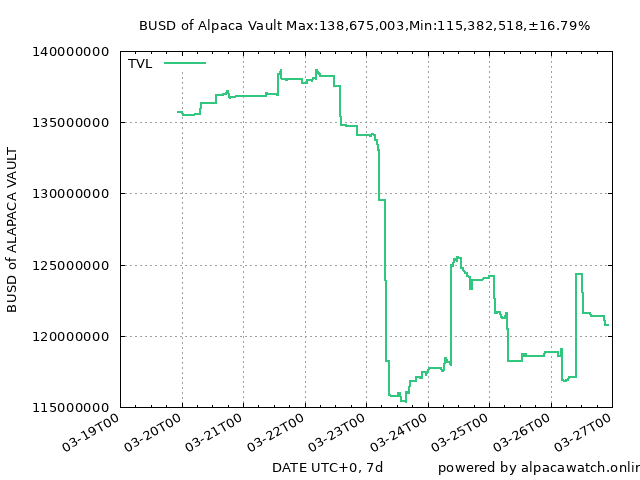 BUSD of Alpaca Vault Max:138,675,003,Min:115,382,518,±16.79%
TVL
140000000
135000000
130000000
125000000
120000000
115000000
BUSD of ALAPACA VAULT
03-19T00
03-20T00
03-21T00
03-22T00
03-23T00
03-24T00
03-25T00
03-26T00
03-27T00
DATE UTC+0, 7d
powered by alpacawatch.onlin